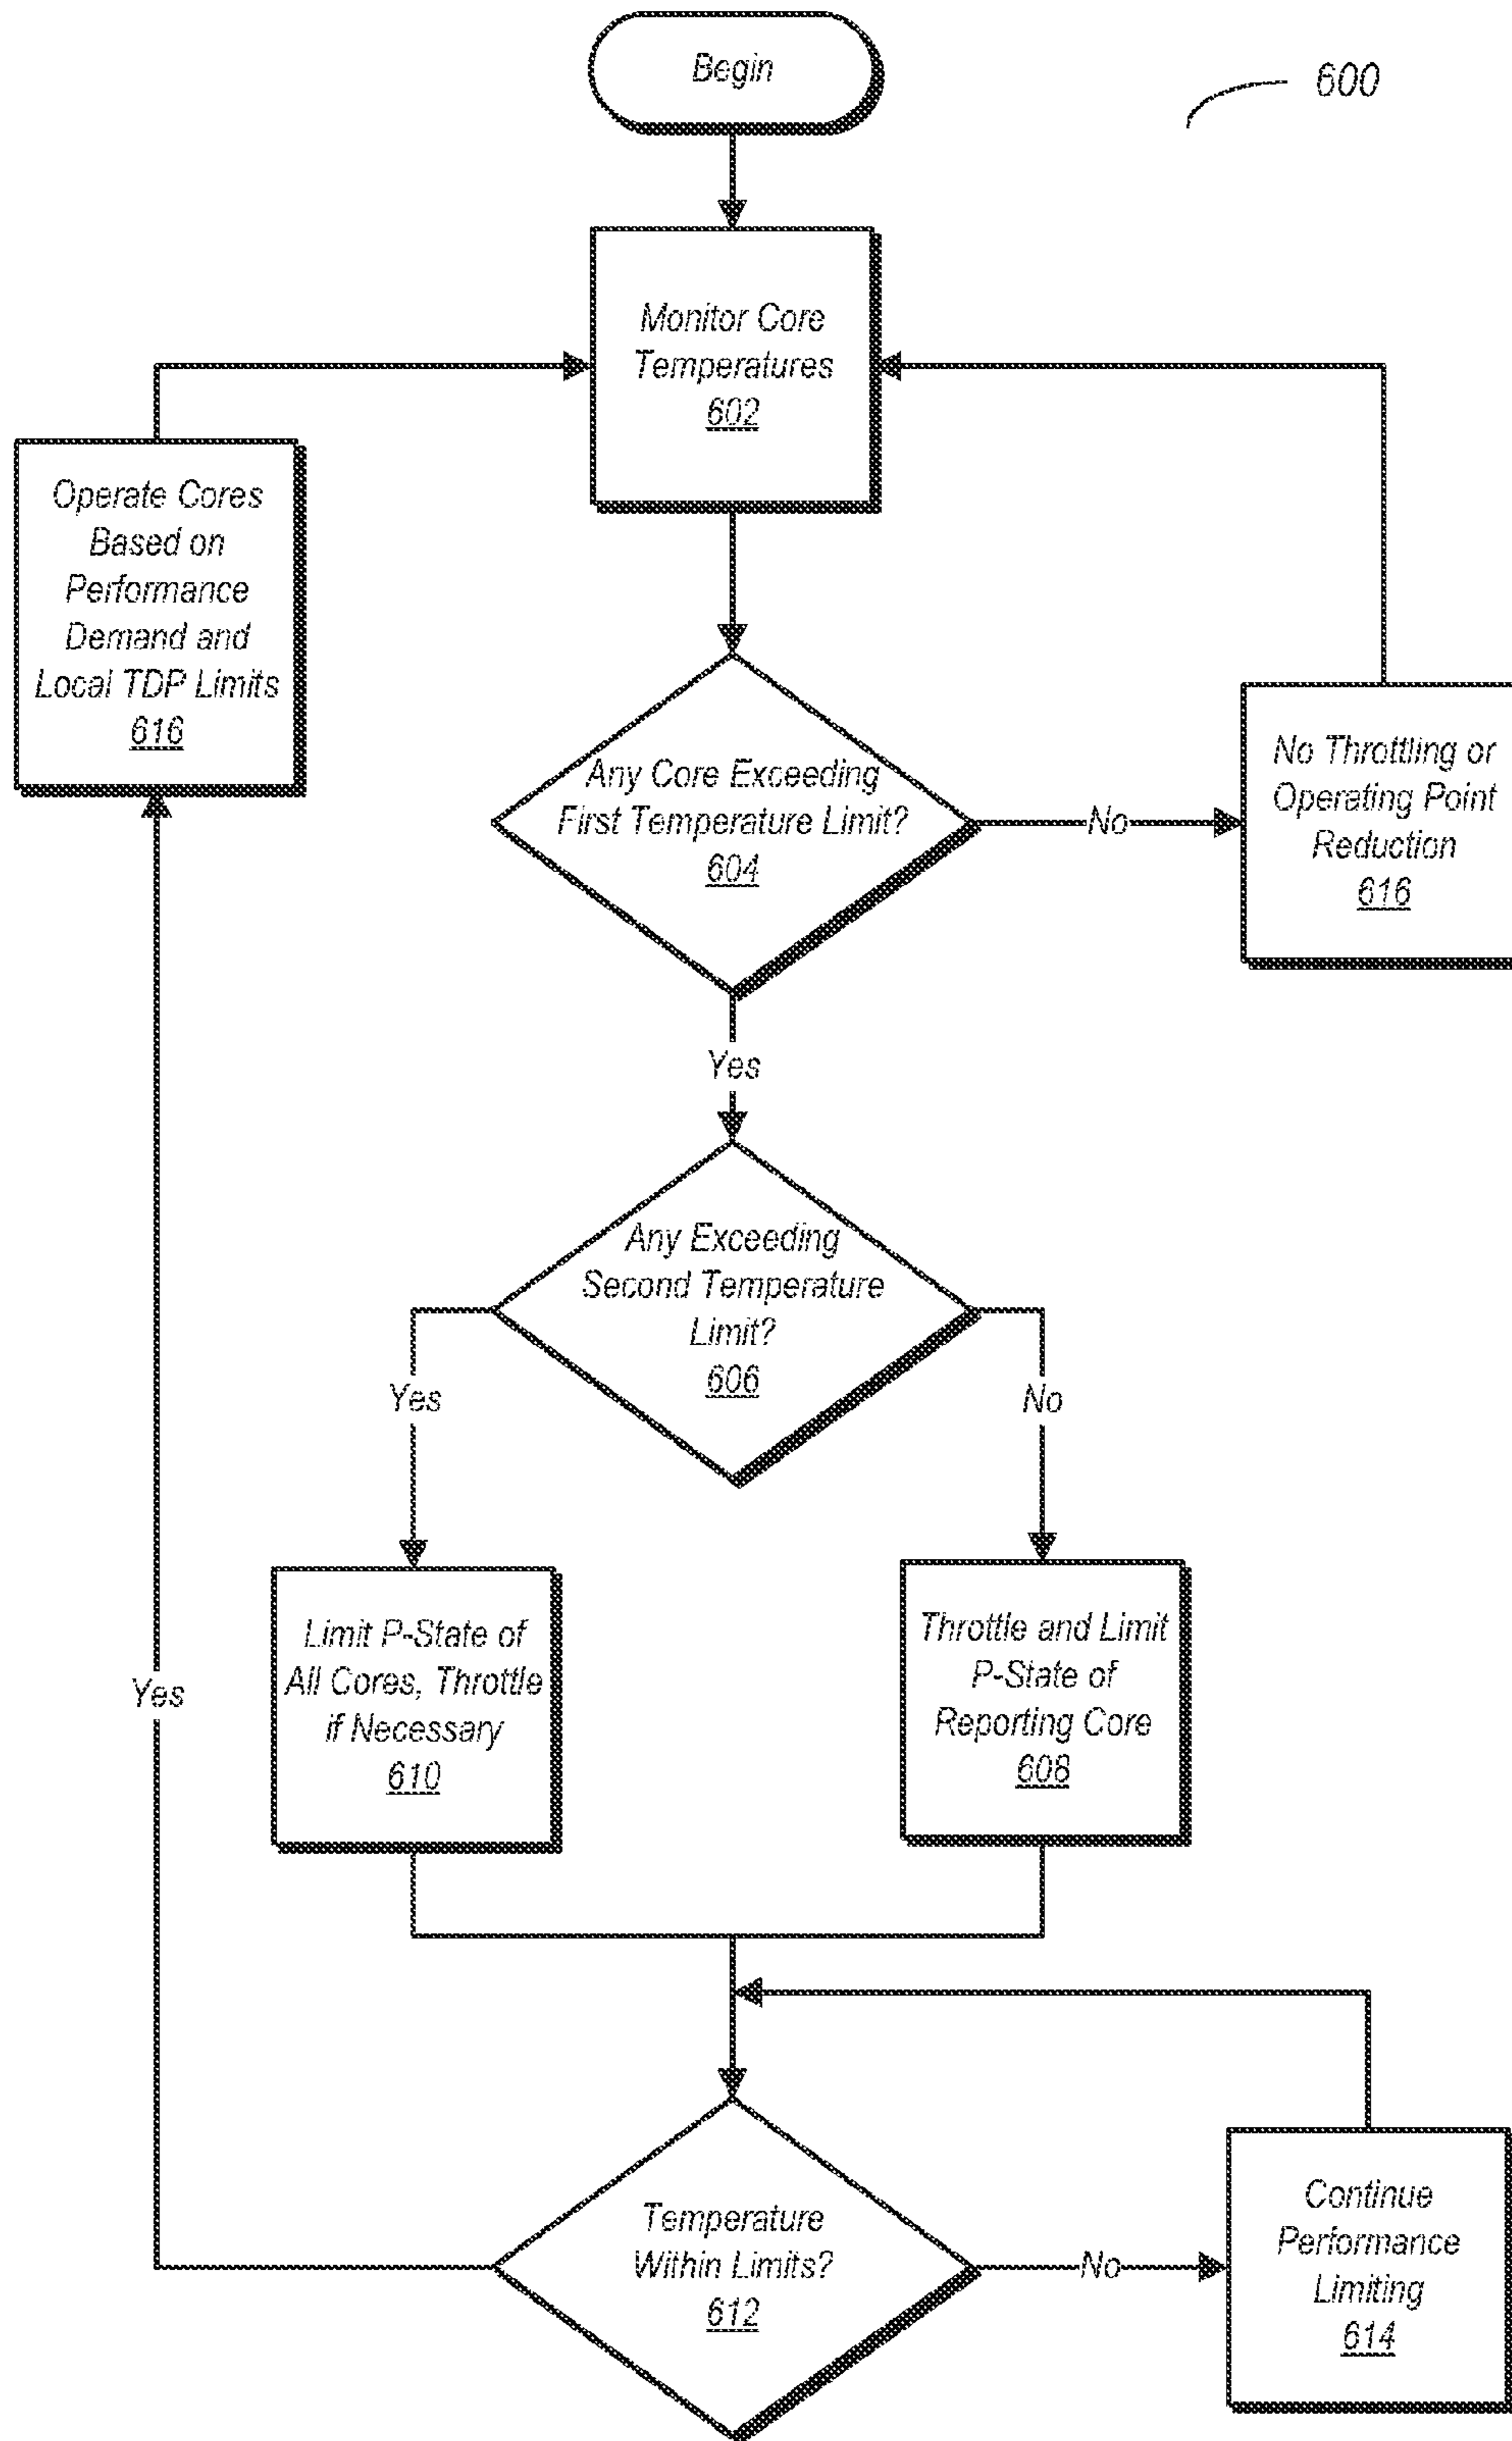 Begin
600
Monitor Core
Temperatures
602
Operate Cores
Based on
Performance
Demand and
Local TDP Limits
616
Any Core Exceeding
First Temperature Limit?
604
No
No Throttling or
Operating Point
Reduction
616
Yes
Any Exceeding
Second Temperature
Limit?
606
Yes
No
Limit P-State of
All Cores, Throttle
if Necessary
610
Throttle and Limit
P-State of
Reporting Core
608
Yes
Temperature
Within Limits?
612
No
Continue
Performance
Limiting
614